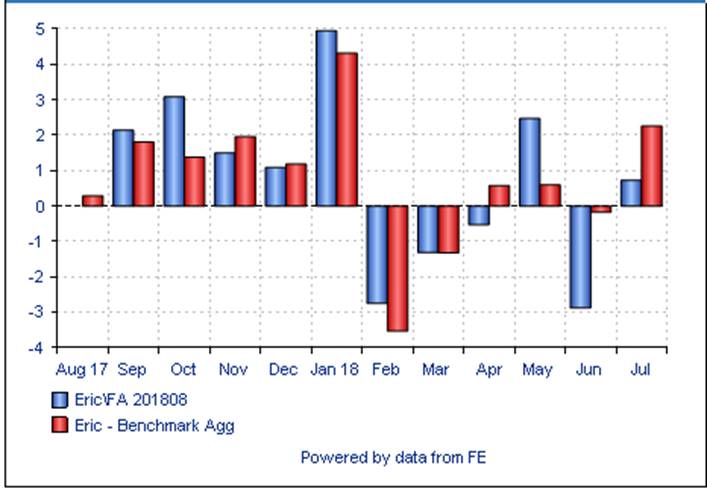 5
4
3
2
1
0
-1
-2
-3
-4
Aug 17 Sep Oct Nov Dec Jan 18 Feb Mar Apr May Jun Jul
Eric\FA 201808
Eric - Benchmark Agg
Powered by data from FE